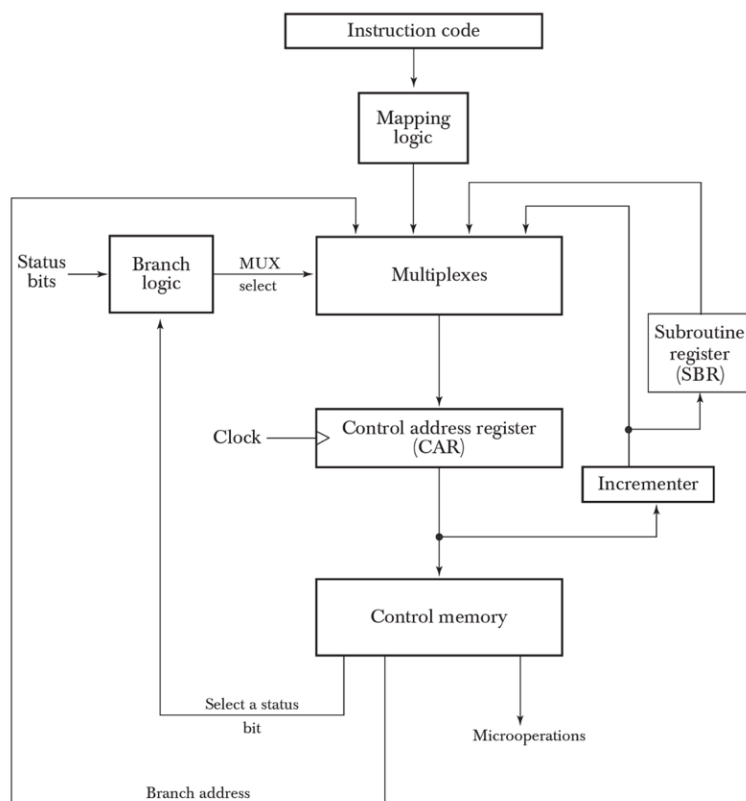 Instruction code
Mapping
logic
Status
bits
Branch
logic
MUX
select
Multiplexes
Subroutine
register
(SBR)
Clock
Control address register
(CAR)
Incrementer
Control memory
Select a status
bit
Microoperations
Branch address